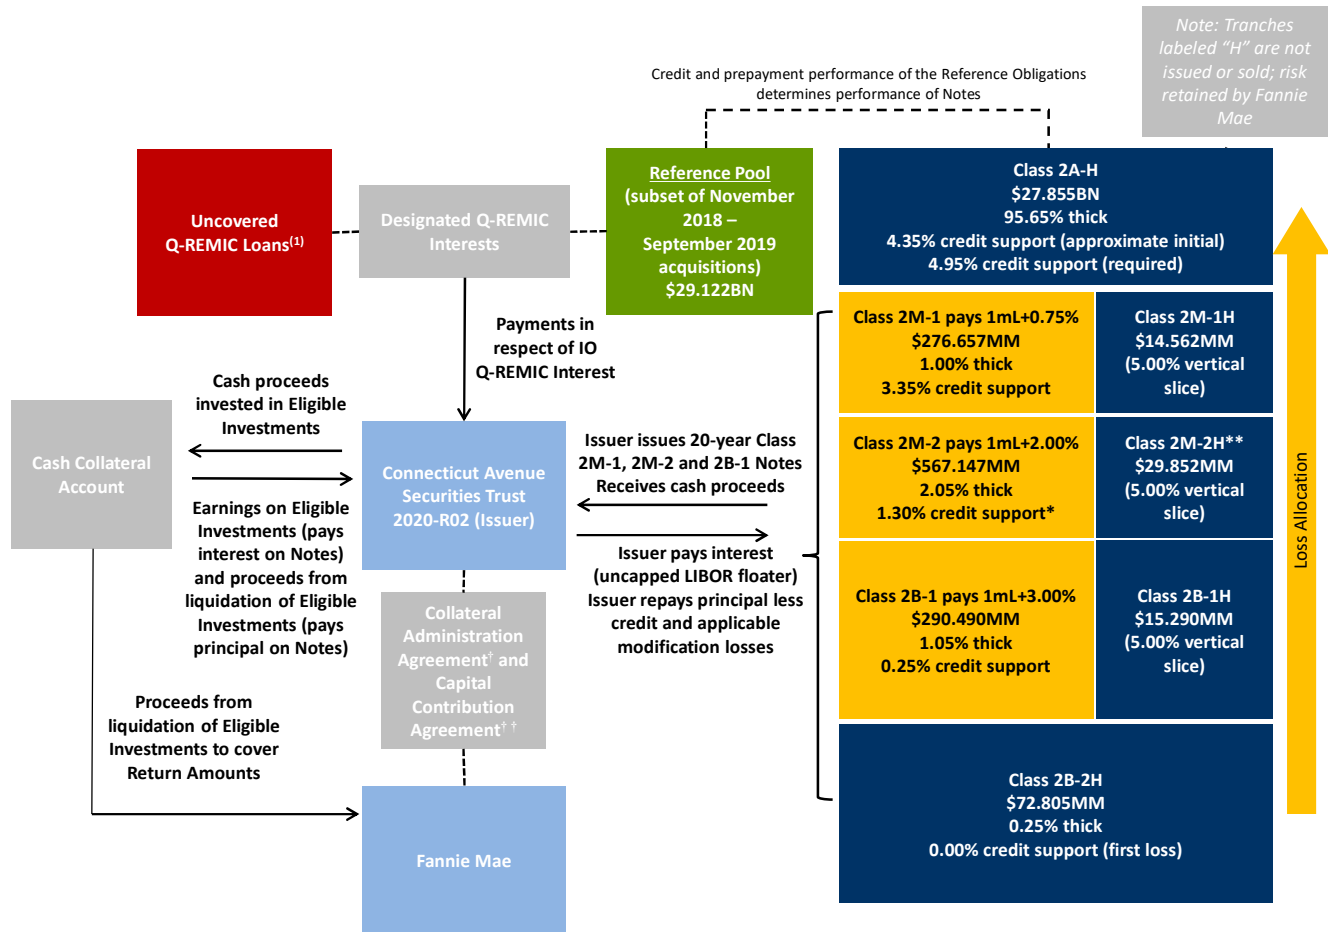 Note: Tranches
labeled “H” are not
issued or sold; risk
retained by Fannie
Mae
Credit and prepayment performance of the Reference Obligations
determines performance of Notes
Uncovered
Q-REMIC Loans(1)
Designated Q-REMIC
Interests
Reference Pool
(subset of November
2018 –
September 2019
acquisitions)
$29.122BN
Class 2A-H
$27.855BN
95.65% thick
4.35% credit support (approximate initial)
4.95% credit support (required)
Payments in
respect of IO
Q-REMIC Interest
Class 2M-1 pays 1mL+0.75%
$276.657MM
1.00% thick
3.35% credit support
Class 2M-1H
$14.562MM
(5.00% vertical
slice)
Cash proceeds
invested in Eligible
Investments
Cash Collateral
Account
Connecticut Avenue
Securities Trust
2020-R02 (Issuer)
Issuer issues 20-year Class
2M-1, 2M-2 and 2B-1 Notes
Receives cash proceeds
Class 2M-2 pays 1mL+2.00%
$567.147MM
2.05% thick
1.30% credit support*
Class 2M-2H**
$29.852MM
(5.00% vertical
slice)
Loss Allocation
Earnings on Eligible
Investments (pays
interest on Notes)
and proceeds from
liquidation of Eligible
Investments (pays
principal on Notes)
Issuer pays interest
(uncapped LIBOR floater)
Issuer repays principal less
credit and applicable
modification losses
Class 2B-1 pays 1mL+3.00%
$290.490MM
1.05% thick
0.25% credit support
Class 2B-1H
$15.290MM
(5.00% vertical
slice)
Collateral
Administration
Agreement† and
Capital
Contribution
Agreement† †
Proceeds from
liquidation of Eligible
Investments to cover
Return Amounts
Fannie Mae
Class 2B-2H
$72.805MM
0.25% thick
0.00% credit support (first loss)